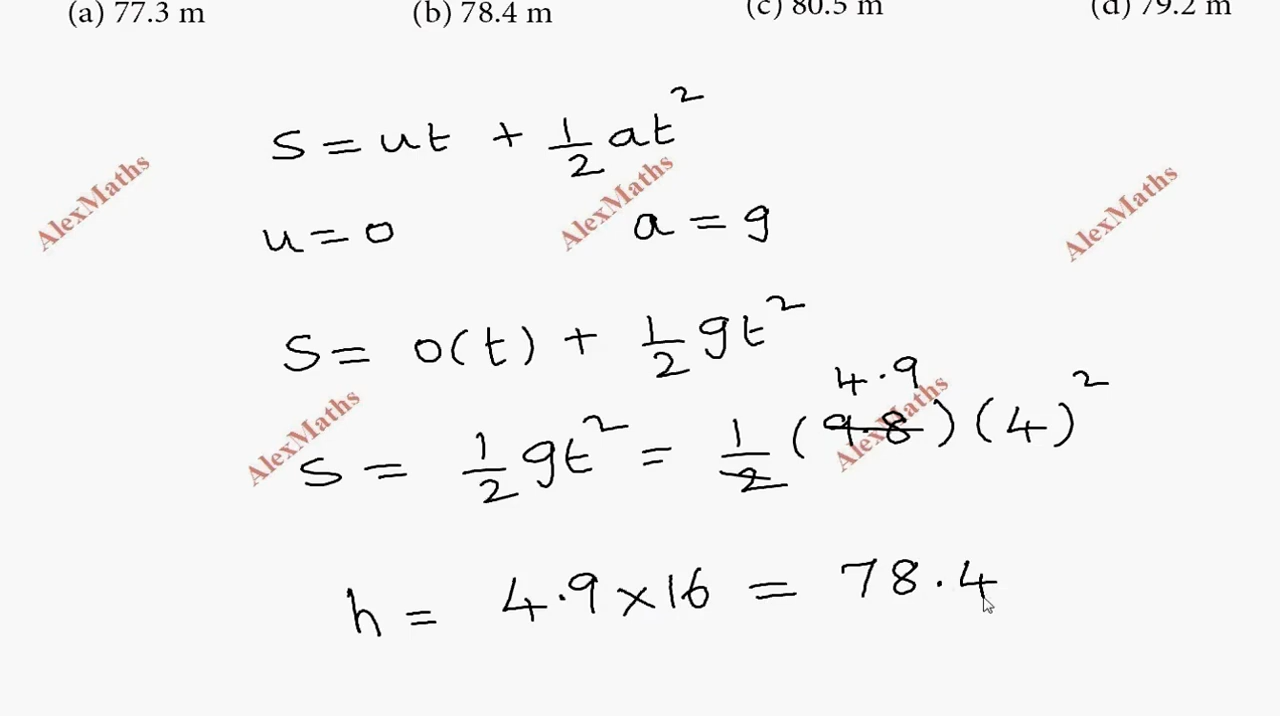 (a) 77.3 m (b) 78.4 m (c) 80.5 m (d) 79.2 m
S = ut + 1/2 at²
AlexMaths AlexMaths AlexMaths
u = 0 a = g
S = 0(t) + 1/2 gt²
4.9
S = 1/2 gt² = 1/2 (9.8) (4)²
AlexMaths AlexMaths
h = 4.9 × 16 = 78.4